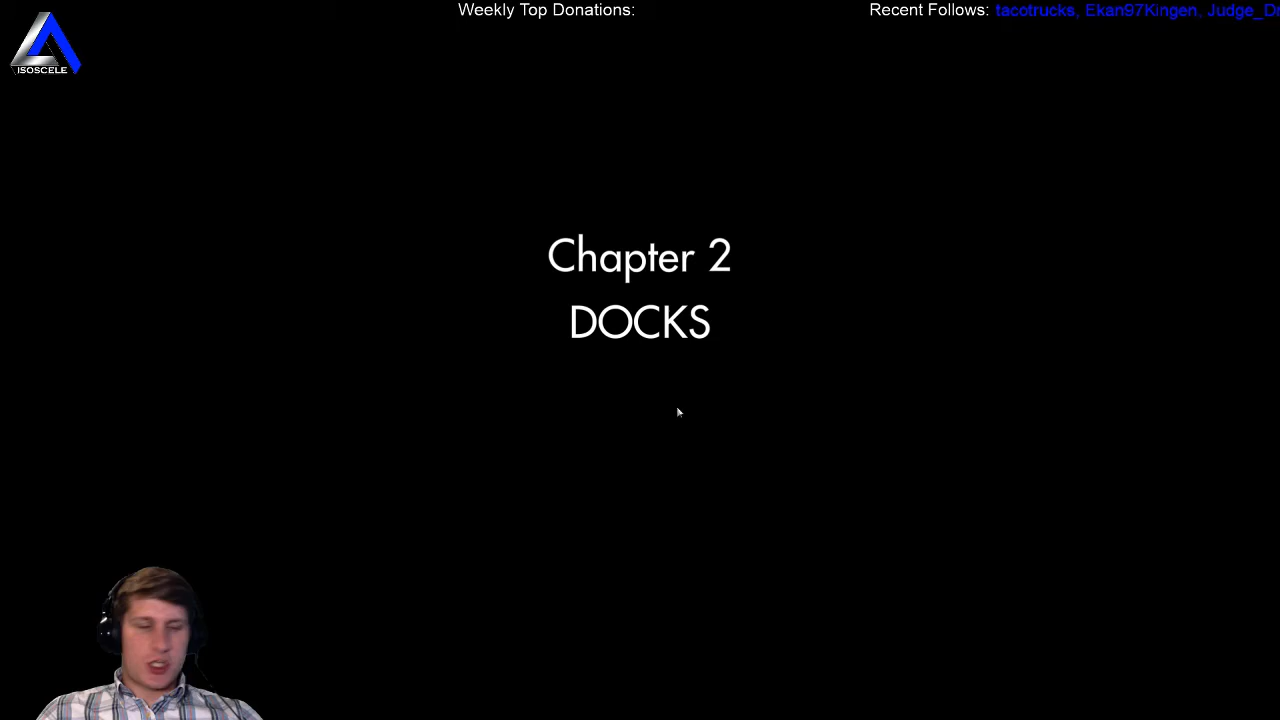 Weekly Top Donations:
Recent Follows: tacotrucks, Ekan97Kingen,
ISOSCELE
Chapter 2
DOCKS